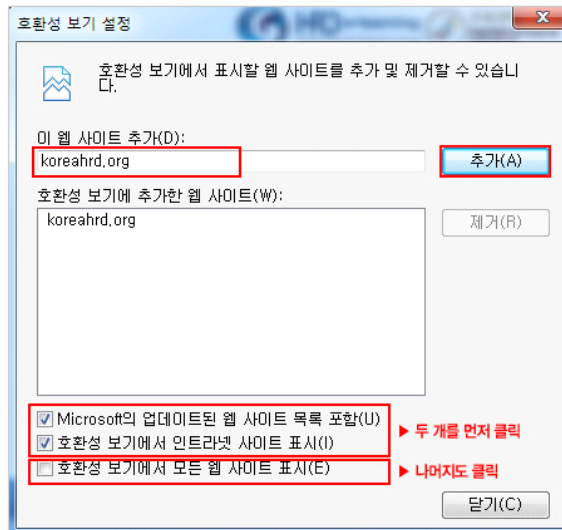 호환성 보기 설정
호환성 보기에서 표시할 웹 사이트를 추가 및 제거할 수 있습니
다.
이 웹 사이트 추가(D):
koreahrd.org
추가(A)
호환성 보기에 추가한 웹 사이트(W):
koreahrd.org
제거(R)
Microsoft의 업데이트된 웹 사이트 목록 포함(U)
호환성 보기에서 인트라넷 사이트 표시(I)
▶ 두 개를 먼저 클릭
호환성 보기에서 모든 웹 사이트 표시(E)
▶ 나머지도 클릭
닫기(C)